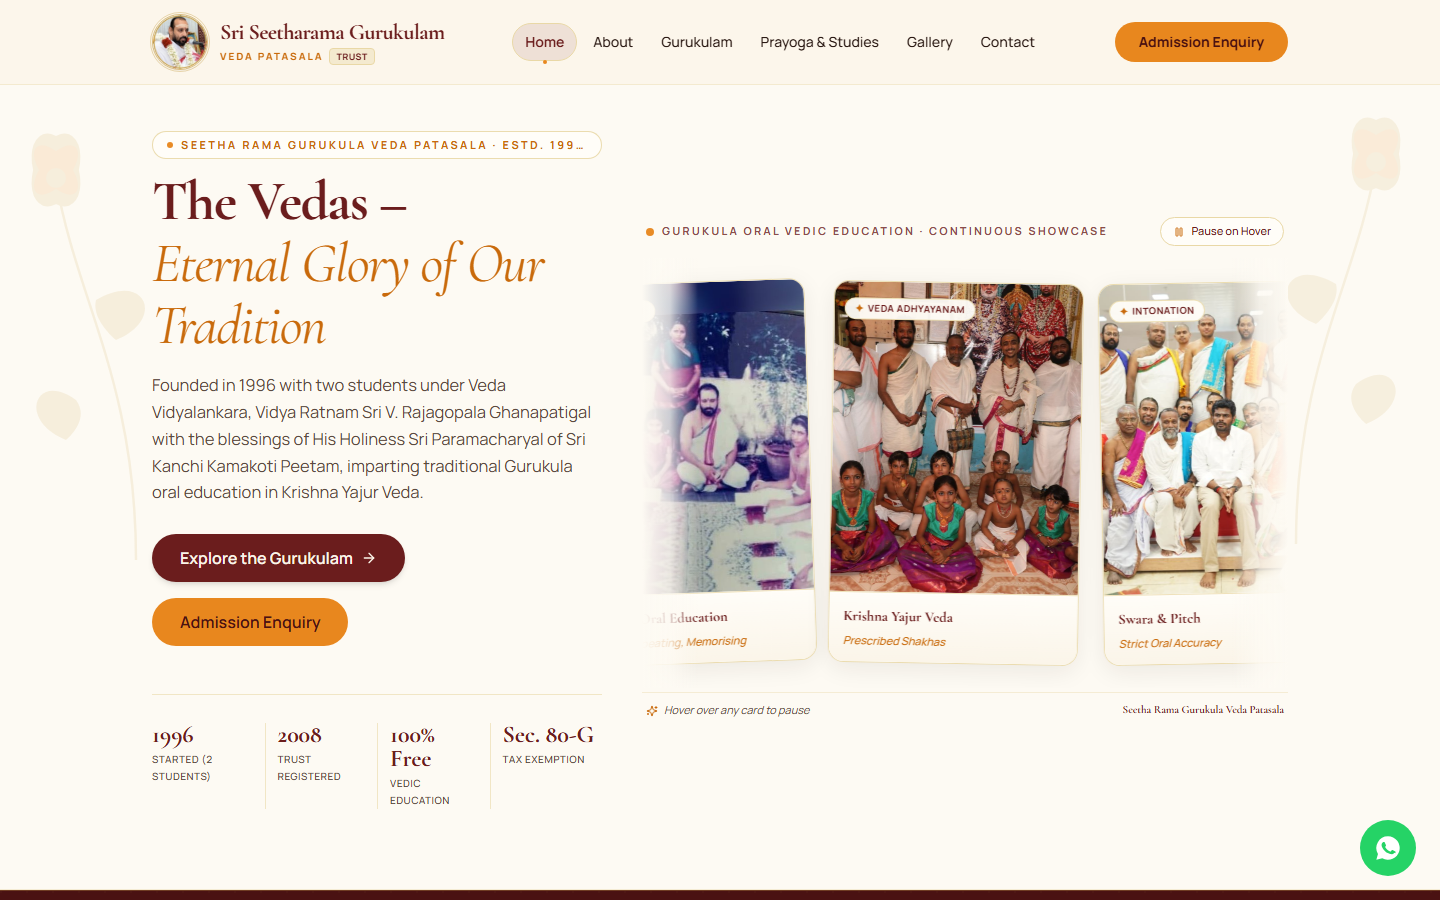 Sri Seetharama Gurukulam
VEDA PATASALA TRUST
Home About Gurukulam Prayoga & Studies Gallery Contact
Admission Enquiry
SEETHA RAMA GURUKULA VEDA PATASALA · ESTD. 199…
The Vedas –
Eternal Glory of Our
Tradition
Founded in 1996 with two students under Veda
Vidyalankara, Vidya Ratnam Sri V. Rajagopala Ghanapatigal
with the blessings of His Holiness Sri Paramacharyal of Sri
Kanchi Kamakoti Peetam, imparting traditional Gurukula
oral education in Krishna Yajur Veda.
Explore the Gurukulam →
Admission Enquiry
1996
STARTED (2
STUDENTS)
2008
TRUST
REGISTERED
100%
Free
VEDIC
EDUCATION
Sec. 80-G
TAX EXEMPTION
GURUKULA ORAL VEDIC EDUCATION · CONTINUOUS SHOWCASE
Pause on Hover
Education
Memorising
VEDA ADHYAYANAM
Krishna Yajur Veda
Prescribed Shakhas
INTONATION
Swara & Pitch
Strict Oral Accuracy
Hover over any card to pause
Seetha Rama Gurukula Veda Patasala